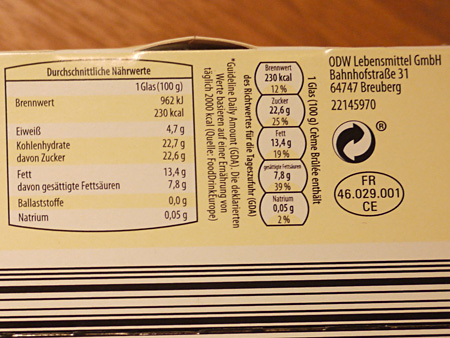 Durchschnittliche Nährwerte
1 Glas (100 g)
Brennwert 962 kJ
230 kcal
Eiweiß 4,7 g
Kohlenhydrate 22,7 g
davon Zucker 22,6 g
Fett 13,4 g
davon gesättigte Fettsäuren 7,8 g
Ballaststoffe 0,0 g
Natrium 0,05 g
*Guideline Daily Amount (GDA). Die deklarierten
Werte basieren auf einer Ernährung von
täglich 2000 kcal (Quelle: FoodDrinkEurope)
1 Glas (100 g) Crème Brûlée enthält
Brennwert
230 kcal
12 %
Zucker
22,6 g
25 %
Fett
13,4 g
19 %
gesättigte Fettsäuren
7,8 g
39 %
Natrium
0,05 g
2 %
des Richtwertes für die Tageszufuhr (GDA)
ODW Lebensmittel GmbH
Bahnhofstraße 31
64747 Breuberg
22145970
®
FR
46.029.001
CE